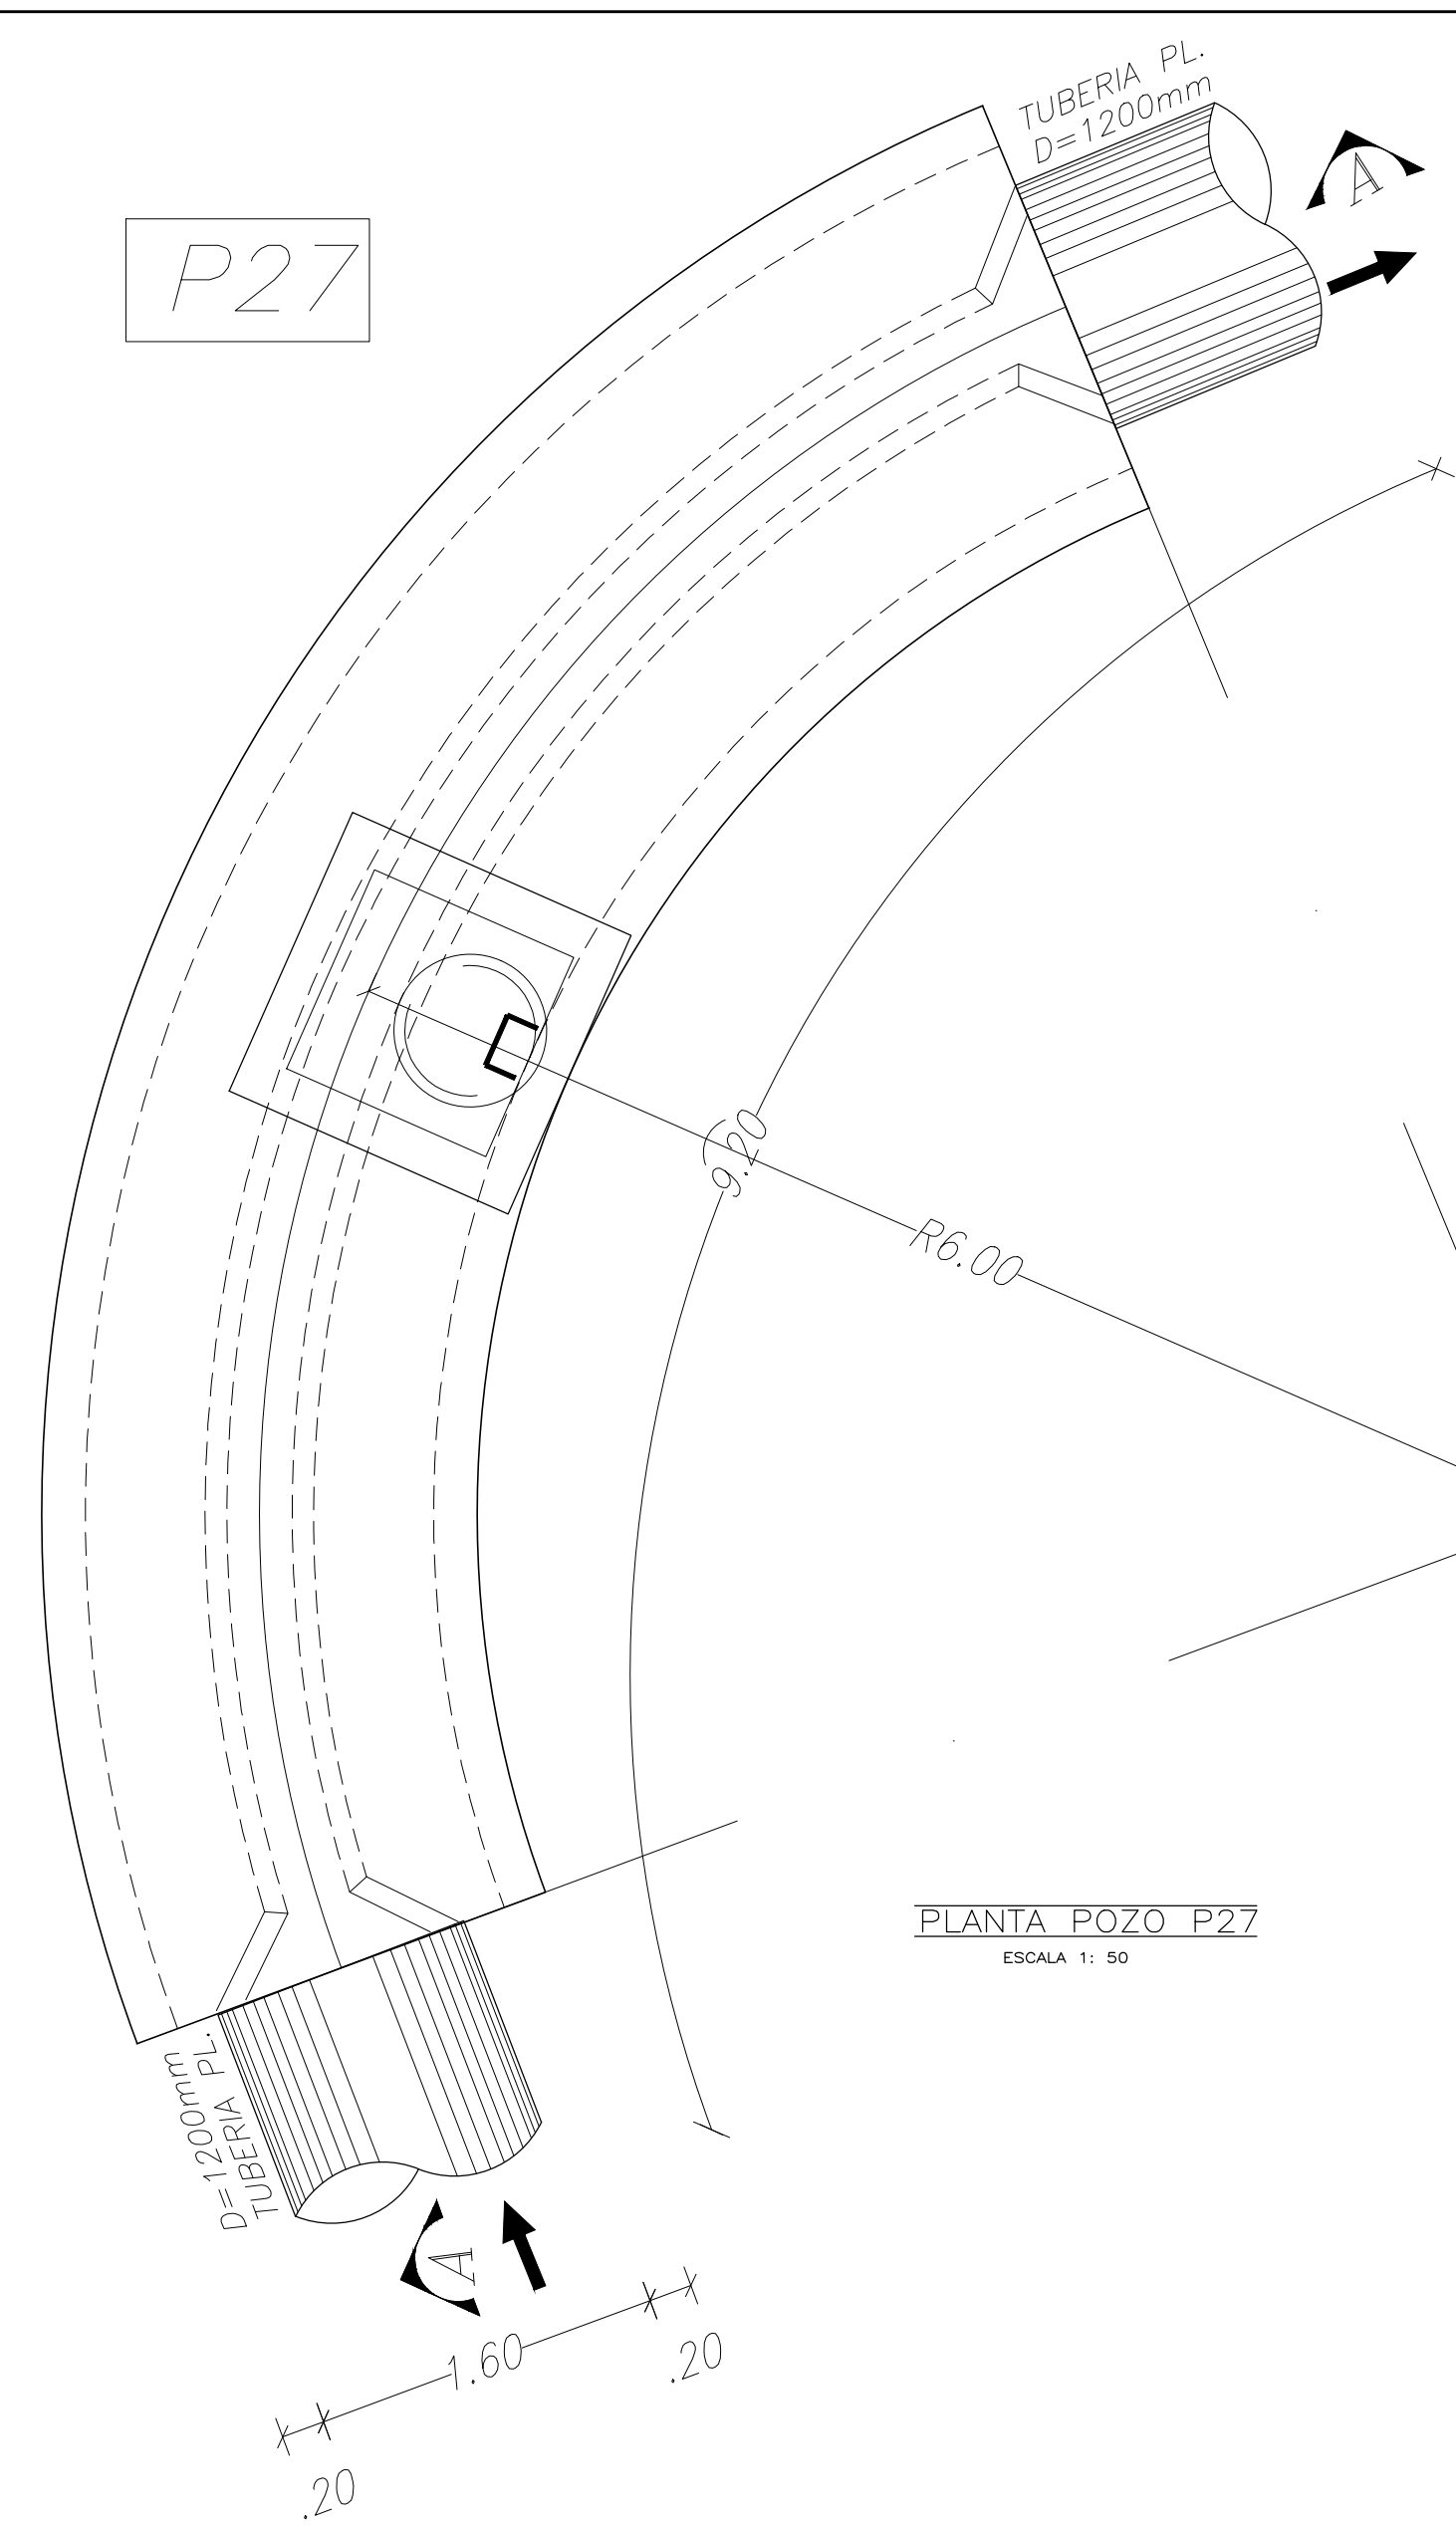 TUBERIA PL.
D=1200mm
A
P27
9.20
R6.00
PLANTA POZO P27
ESCALA 1: 50
TUBERIA PL.
D=1200mm
A
1.60
.20
.20